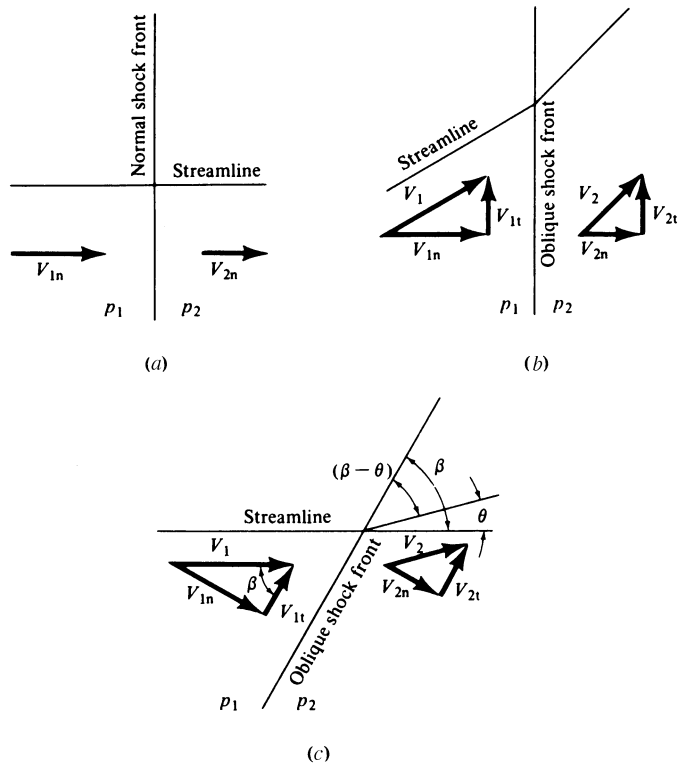 Normal shock front
Streamline
V1n
V2n
p1
p2
(a)
Streamline
V1
V1t
V1n
Oblique shock front
V2
V2t
V2n
p1
p2
(b)
(β − θ)
β
θ
Streamline
V1
β
V1n
V1t
Oblique shock front
V2
V2n
V2t
p1
p2
(c)